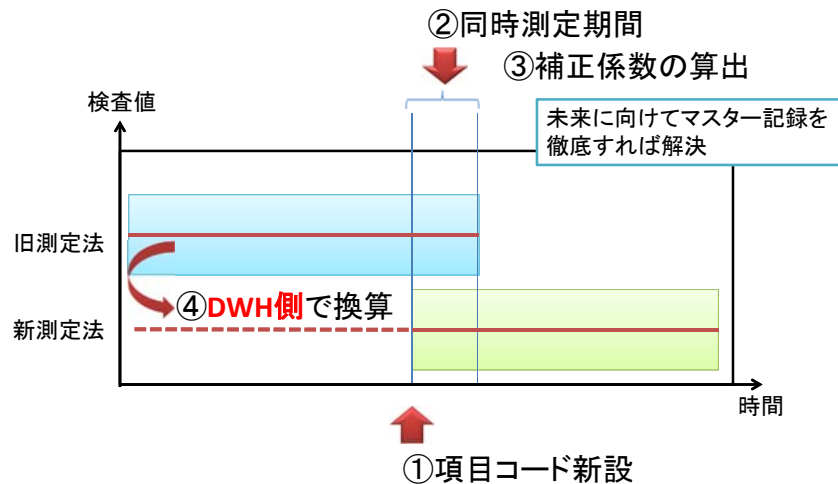 ②同時測定期間
③補正係数の算出
検査値
未来に向けてマスター記録を
徹底すれば解決
旧測定法
④DWH側で換算
新測定法
時間
①項目コード新設